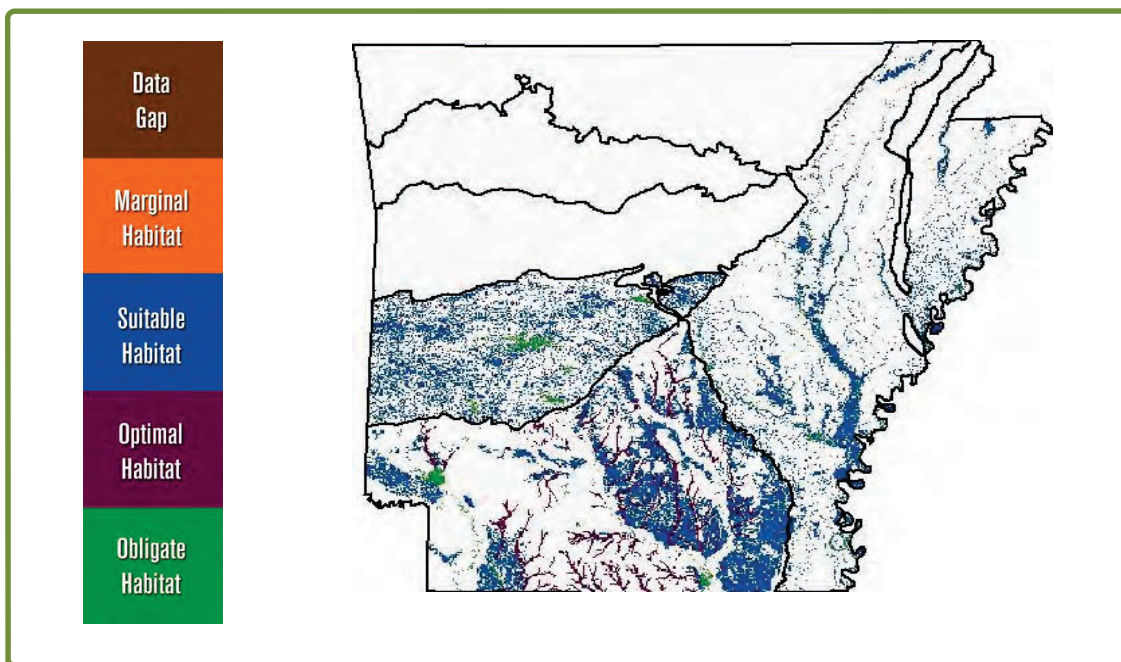 Data
Gap
Marginal
Habitat
Suitable
Habitat
Optimal
Habitat
Obligate
Habitat